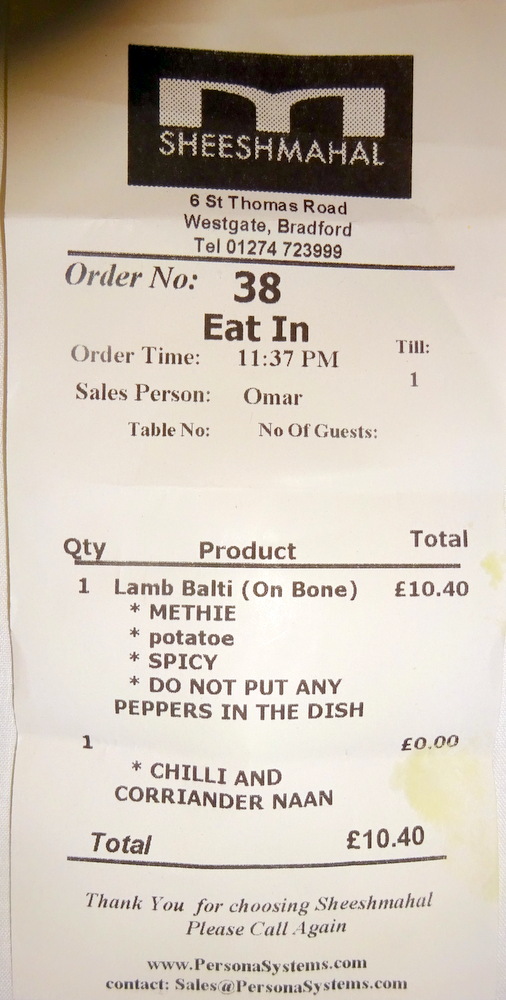 SHEESHMAHAL
6 St Thomas Road
Westgate, Bradford
Tel 01274 723999
Order No: 38
Eat In
Order Time: 11:37 PM Till:
1
Sales Person: Omar
Table No: No Of Guests:
Qty Product Total
1 Lamb Balti (On Bone) £10.40
* METHIE
* potatoe
* SPICY
* DO NOT PUT ANY
PEPPERS IN THE DISH
1 £0.00
* CHILLI AND
CORRIANDER NAAN
Total £10.40
Thank You for choosing Sheeshmahal
Please Call Again
www.PersonaSystems.com
contact: Sales@PersonaSystems.com